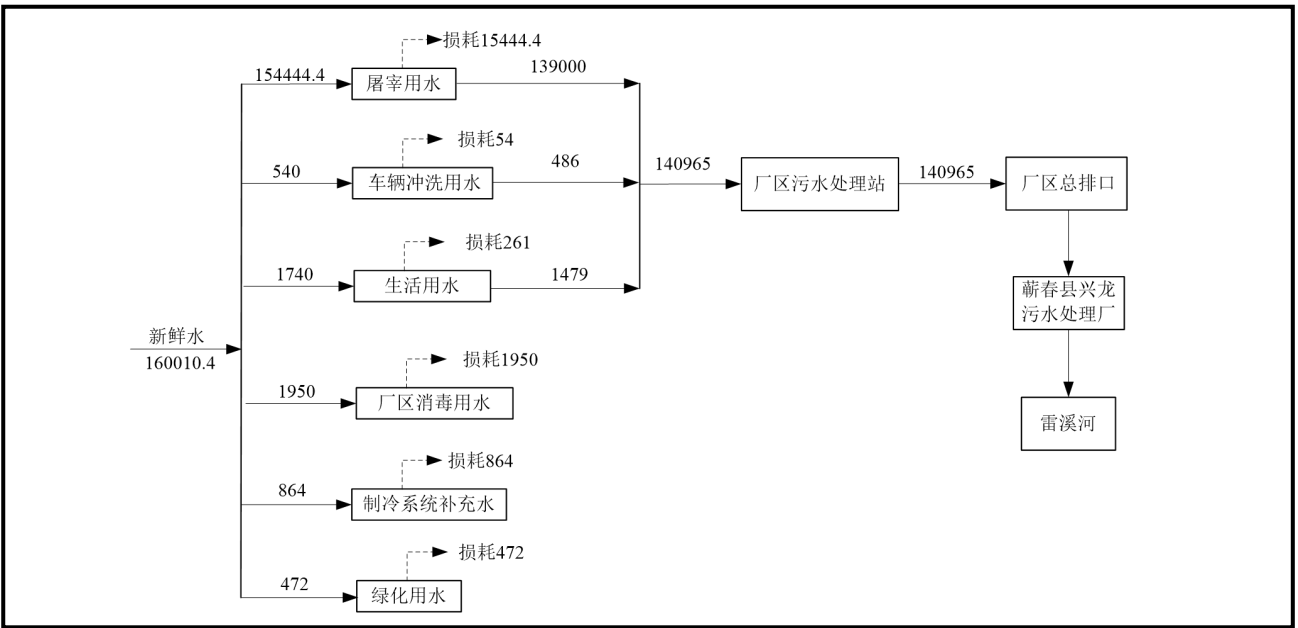 损耗15444.4
154444.4
屠宰用水
139000
损耗54
540
车辆冲洗用水
486
140965
厂区污水处理站
140965
厂区总排口
损耗261
1740
生活用水
1479
蕲春县兴龙
污水处理厂
新鲜水
160010.4
损耗1950
1950
厂区消毒用水
雷溪河
损耗864
864
制冷系统补充水
损耗472
472
绿化用水